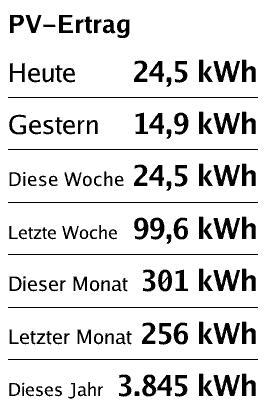 PV-Ertrag
Heute 24,5 kWh
Gestern 14,9 kWh
Diese Woche 24,5 kWh
Letzte Woche 99,6 kWh
Dieser Monat 301 kWh
Letzter Monat 256 kWh
Dieses Jahr 3.845 kWh